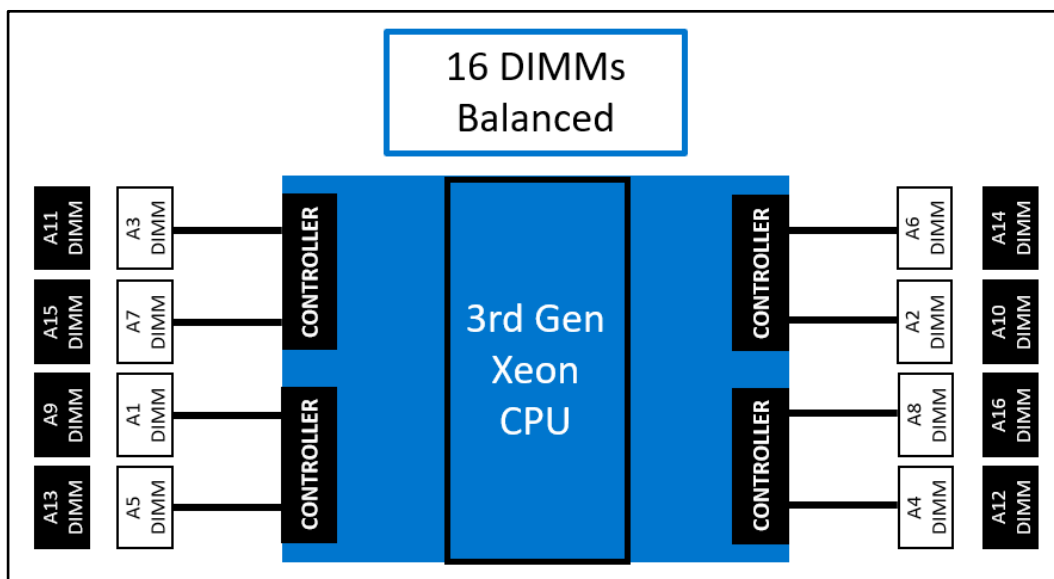 16 DIMMs
Balanced
A11
DIMM
A3
DIMM
CONTROLLER
CONTROLLER
A6
DIMM
A14
DIMM
A15
DIMM
A7
DIMM
3rd Gen
Xeon
CPU
A2
DIMM
A10
DIMM
A9
DIMM
A1
DIMM
CONTROLLER
CONTROLLER
A8
DIMM
A16
DIMM
A13
DIMM
A5
DIMM
A4
DIMM
A12
DIMM